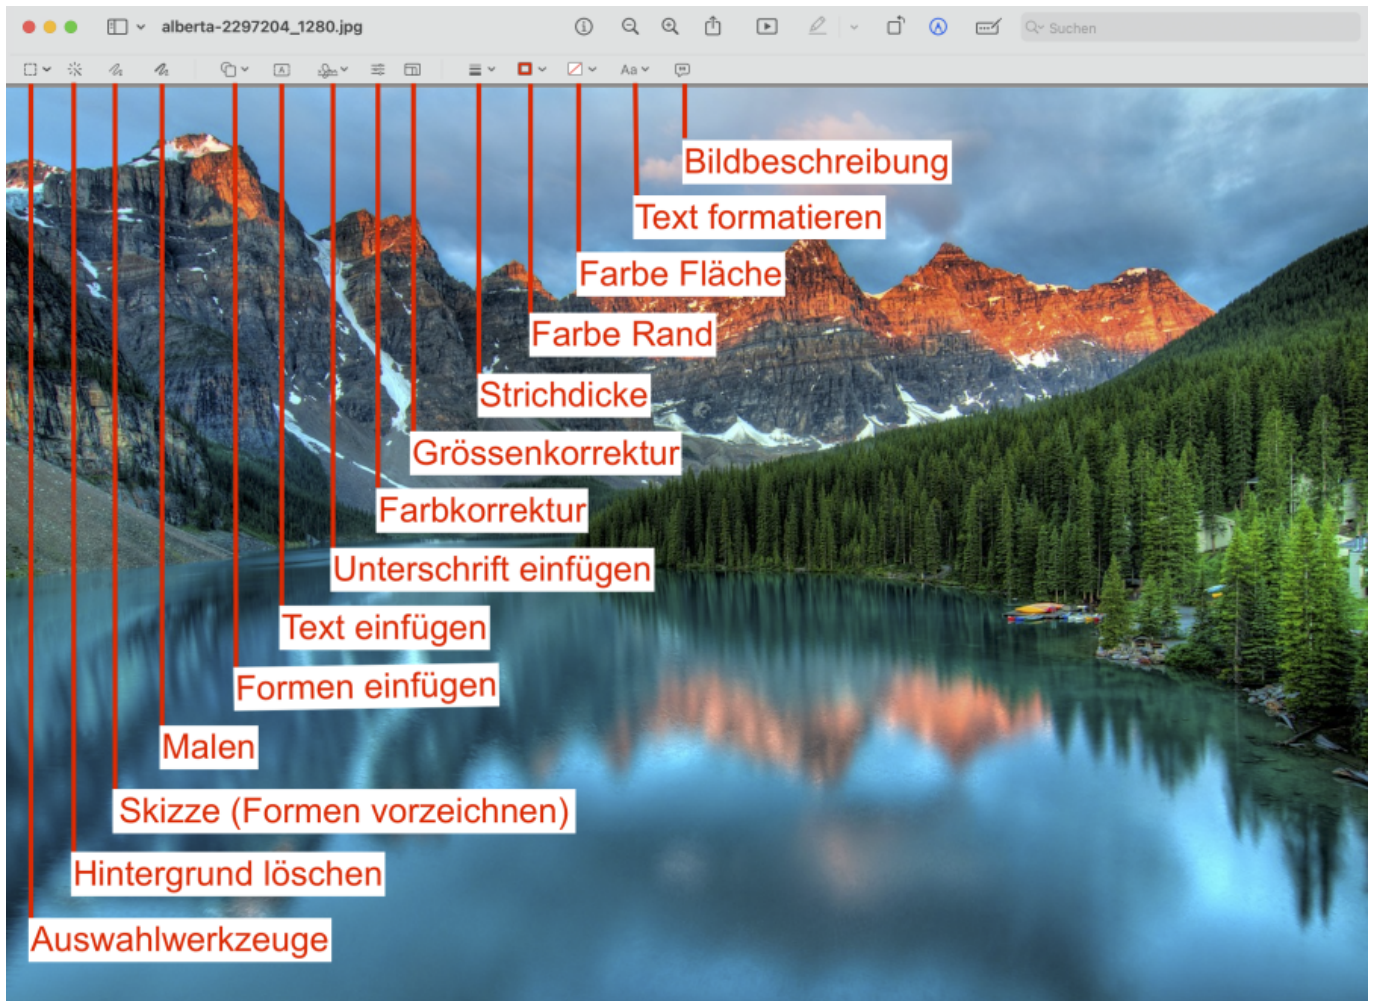 alberta-2297204_1280.jpg
Suchen
A
Aa
Bildbeschreibung
Text formatieren
Farbe Fläche
Farbe Rand
Strichdicke
Grössenkorrektur
Farbkorrektur
Unterschrift einfügen
Text einfügen
Formen einfügen
Malen
Skizze (Formen vorzeichnen)
Hintergrund löschen
Auswahlwerkzeuge